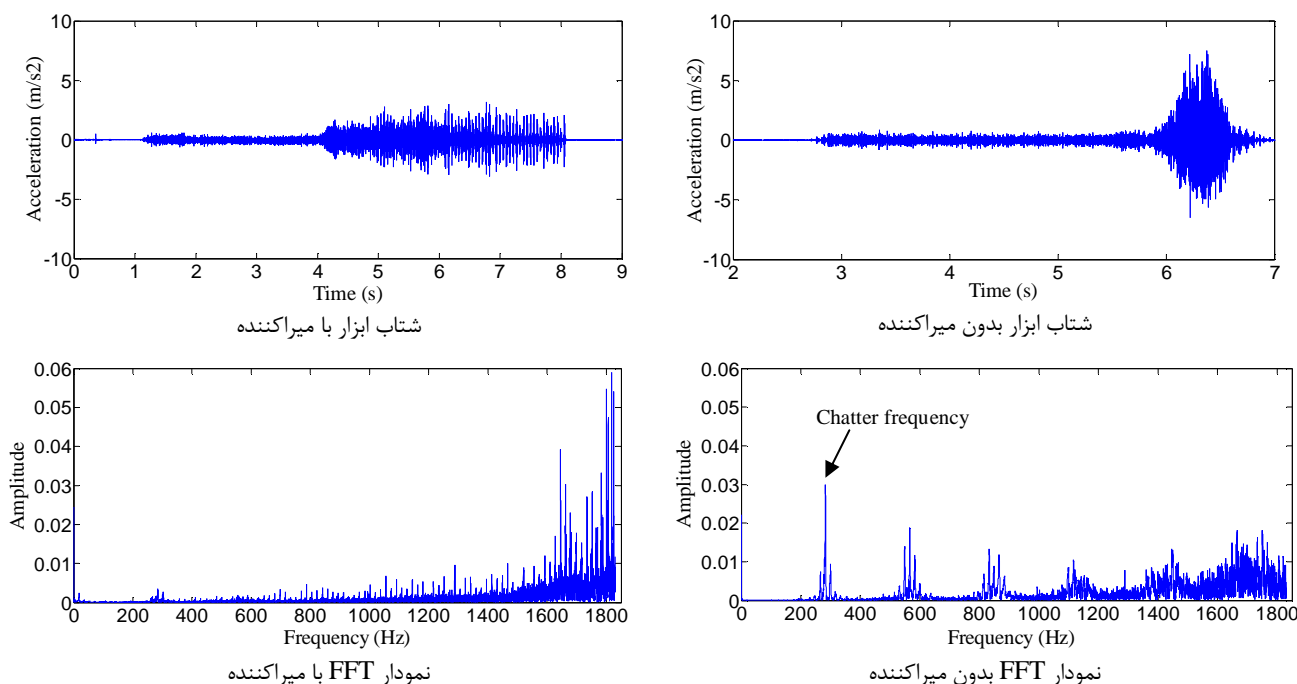 10
5
0
-5
-10
Acceleration (m/s2)
0 1 2 3 4 5 6 7 8 9
Time (s)
شتاب ابزار با میراکننده
10
5
0
-5
-10
Acceleration (m/s2)
2 3 4 5 6 7
Time (s)
شتاب ابزار بدون میراکننده
0.06
0.05
0.04
0.03
0.02
0.01
0
Amplitude
0 200 400 600 800 1000 1200 1400 1600 1800
Frequency (Hz)
نمودار FFT با میراکننده
0.06
0.05
0.04
0.03
0.02
0.01
0
Amplitude
Chatter frequency
0 200 400 600 800 1000 1200 1400 1600 1800
Frequency (Hz)
نمودار FFT بدون میراکننده